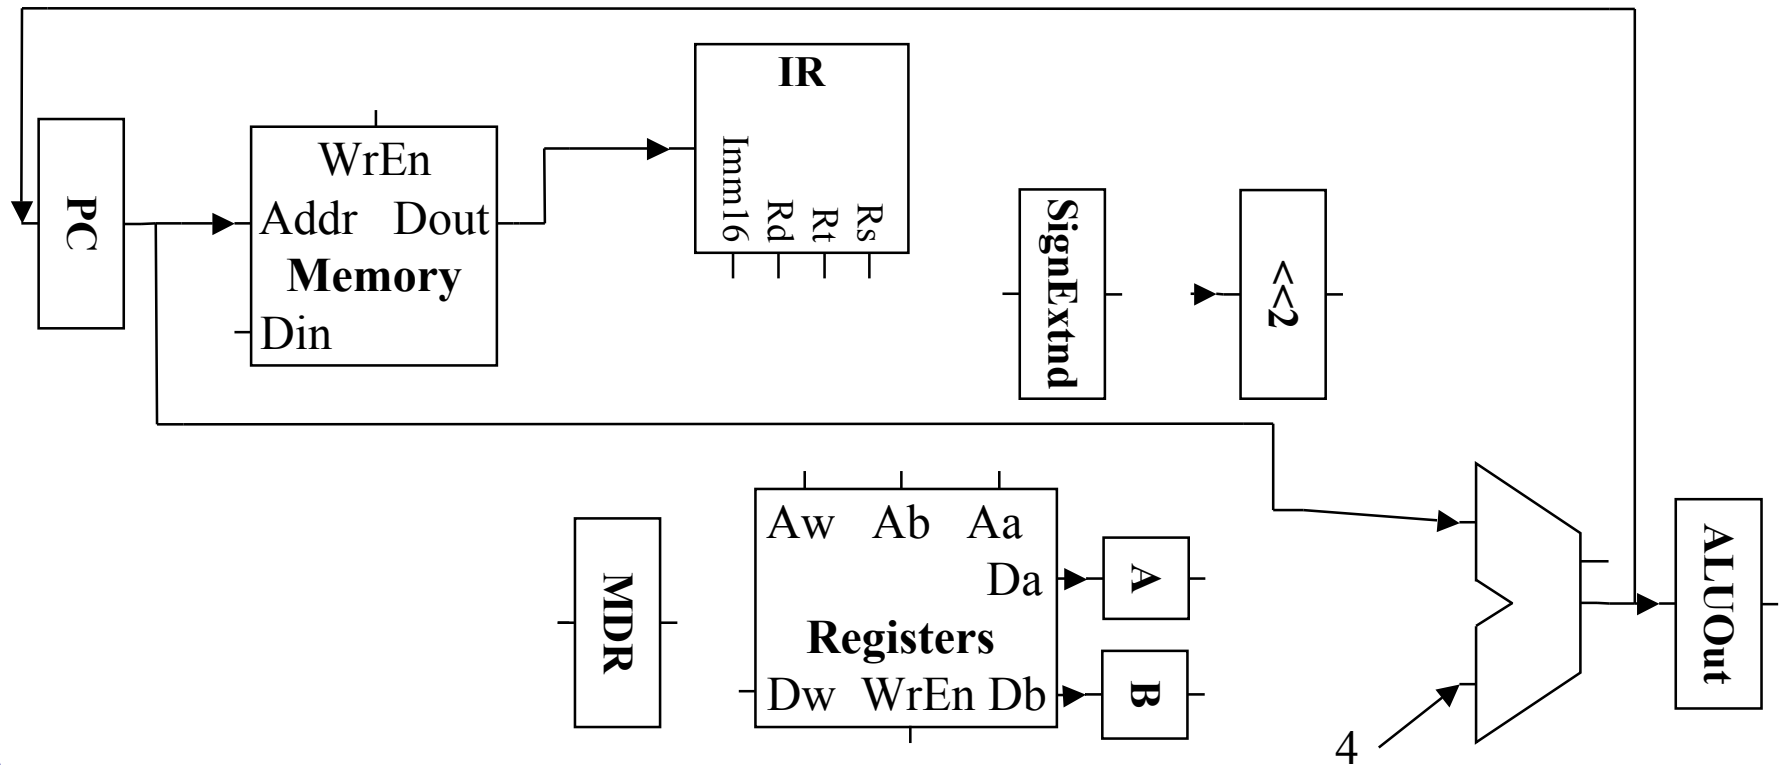 IR
Imm16
Rd
Rt
Rs
PC
WrEn
Addr Dout
Memory
Din
SignExtnd
<<2
MDR
Aw Ab Aa
Da
Registers
Dw WrEn Db
A
B
4
ALUOut